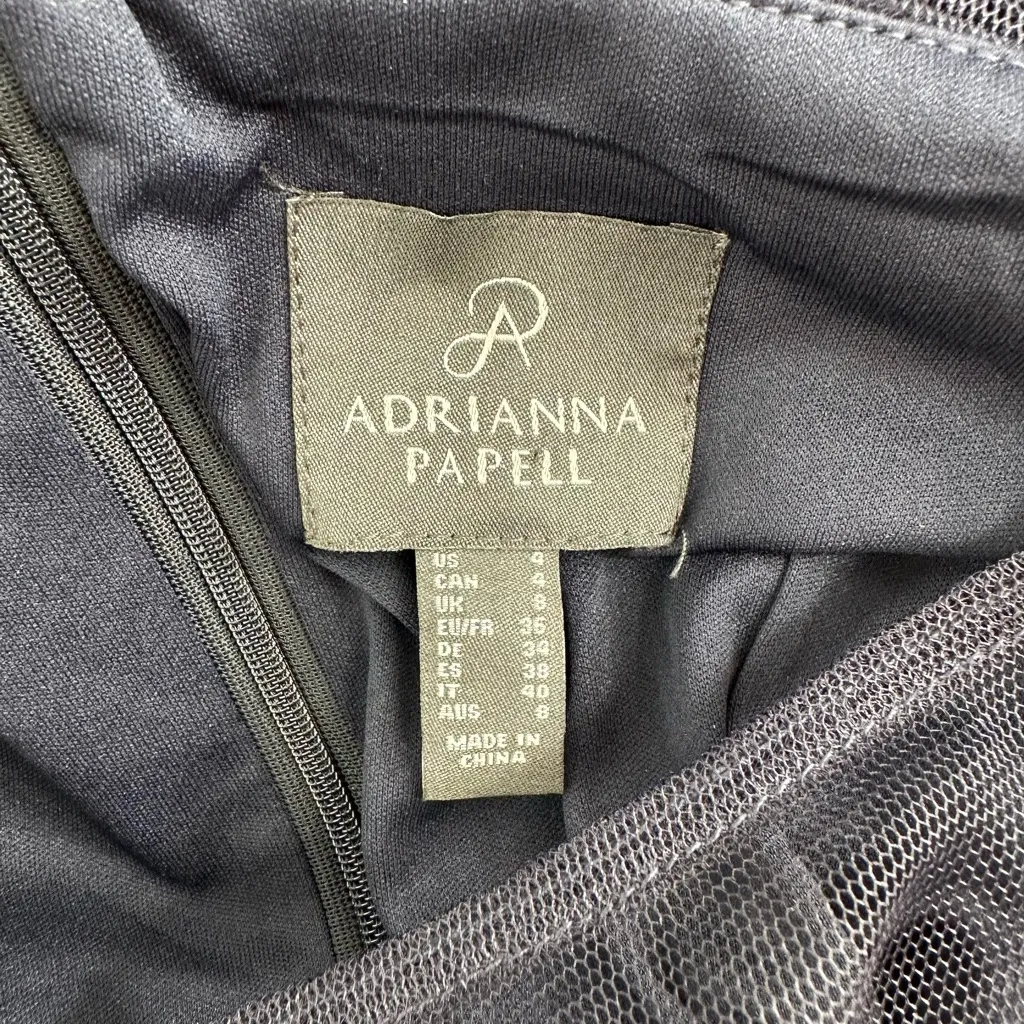 AP
ADRIANNA
PAPELL
US 4
CAN 4
UK 8
EU/FR 36
DE 34
ES 38
IT 40
AUS 8
MADE IN
CHINA